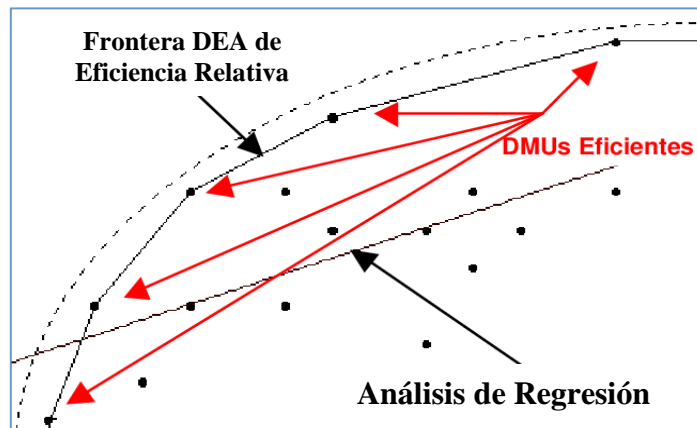 Frontera DEA de
Eficiencia Relativa
DMUs Eficientes
Análisis de Regresión